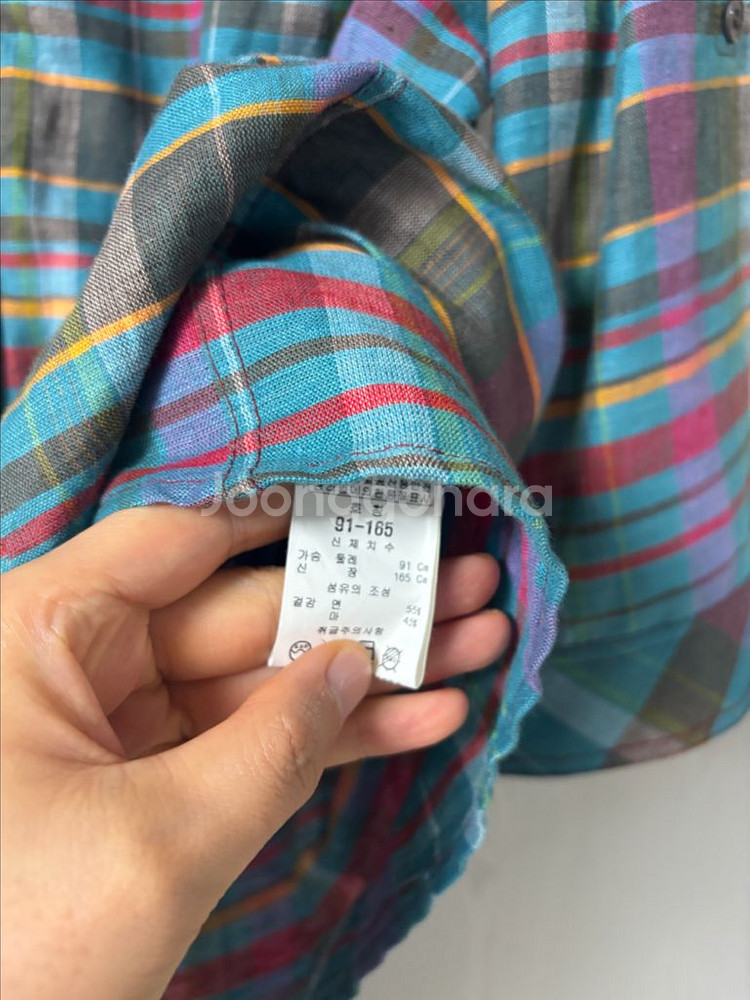 Joonggonara
91-165
신 체 치 수
가슴 둘레 91 Cm
신 장 165 Cm
섬유의 조성
겉감 면 55%
마 45%
취급주의사항